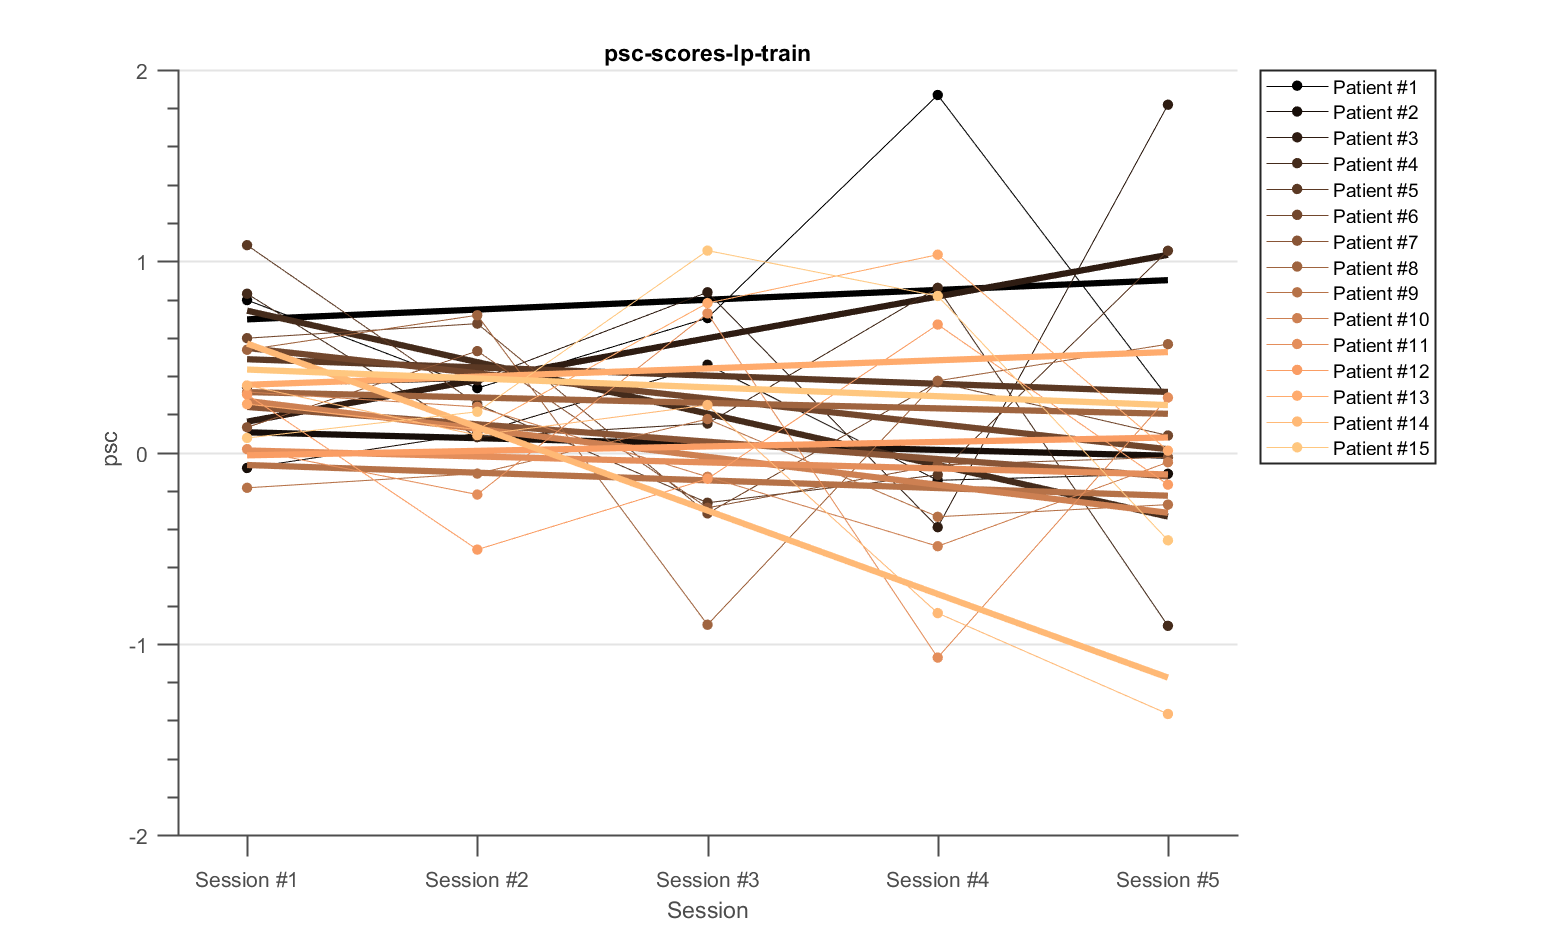 psc-scores-lp-train
2
1
0
-1
-2
psc
Session #1
Session #2
Session #3
Session #4
Session #5
Session
Patient #1
Patient #2
Patient #3
Patient #4
Patient #5
Patient #6
Patient #7
Patient #8
Patient #9
Patient #10
Patient #11
Patient #12
Patient #13
Patient #14
Patient #15